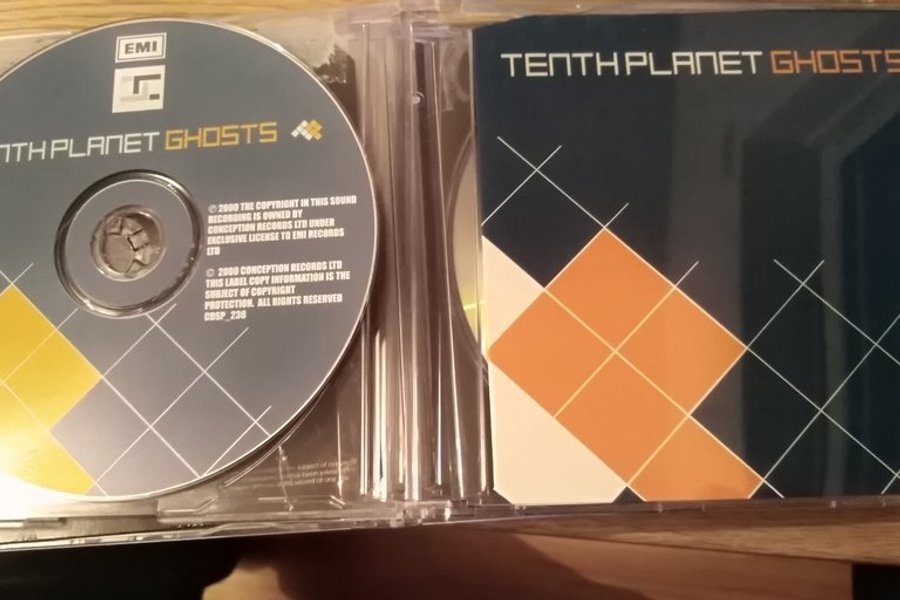 EMI
NTH PLANET GHOSTS
℗ 2000 THE COPYRIGHT IN THIS SOUND
RECORDING IS OWNED BY
CONCEPTION RECORDS LTD UNDER
EXCLUSIVE LICENSE TO EMI RECORDS
LTD
© 2000 CONCEPTION RECORDS LTD
THIS LABEL COPY INFORMATION IS THE
SUBJECT OF COPYRIGHT
PROTECTION. ALL RIGHTS RESERVED
CDSP_230
TENTH PLANET GHOSTS